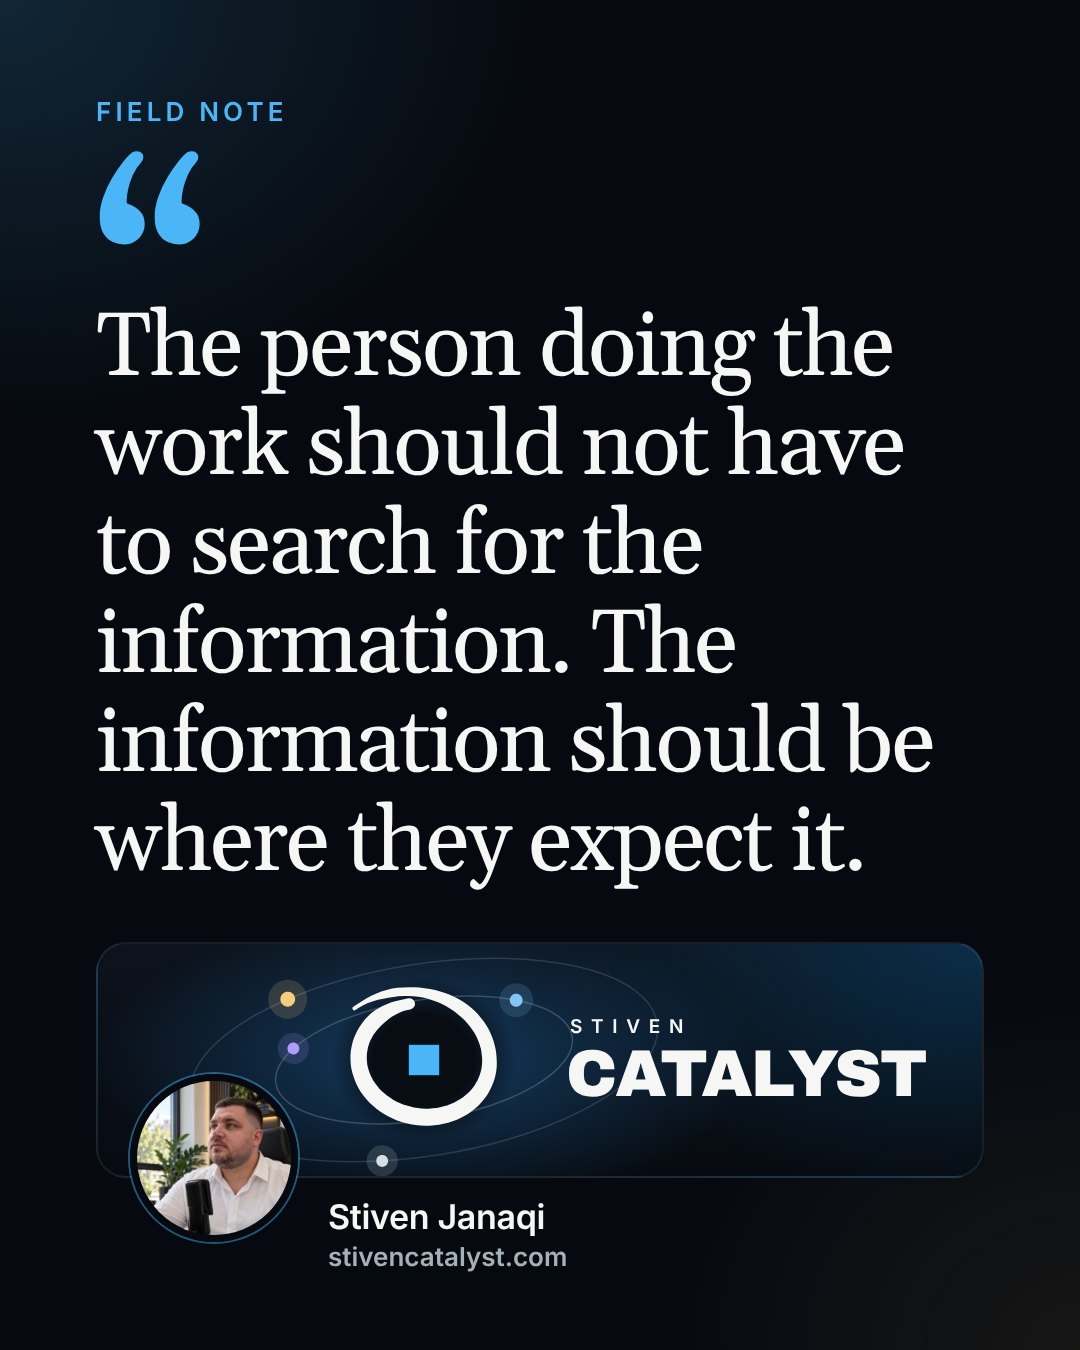 FIELD NOTE
“
The person doing the
work should not have
to search for the
information. The
information should be
where they expect it.
STIVEN
CATALYST
Stiven Janaqi
stivencatalyst.com